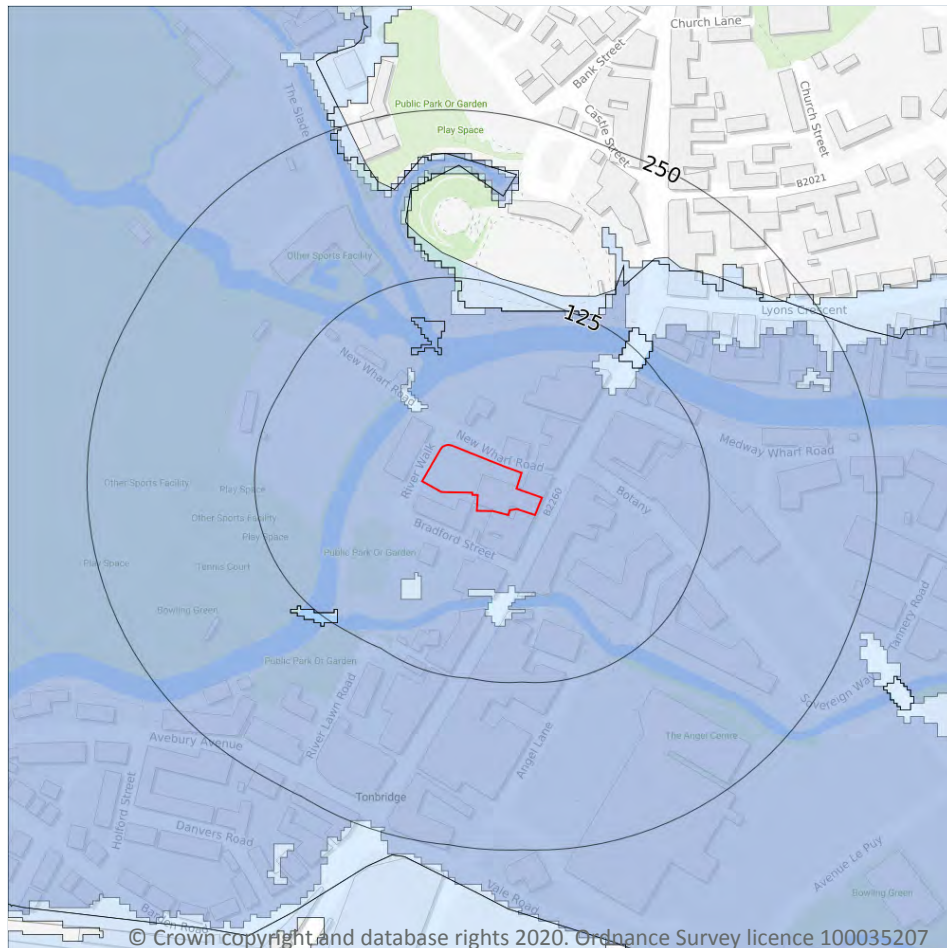 Church Lane
Bank Street
The Slade
Public Park Or Garden
Castle Street
Church Street
Play Space
250
B2021
Other Sports Facility
125
Lyons Crescent
New Wharf Road
Medway Wharf Road
New Wharf Road
River Walk
Other Sports Facility
Play Space
B2260
Botany
Other Sports Facility
Bradford Street
Play Space
Public Park Or Garden
Play Space
Tennis Court
Bowling Green
Tannery Road
Public Park Or Garden
Sovereign Way
River Lawn Road
Avebury Avenue
Angel Lane
The Angel Centre
Holford Street
Tonbridge
Danvers Road
Avenue Le Puy
Vale Road
Bowling Green
Barden Road
© Crown copyright and database rights 2020. Ordnance Survey licence 100035207